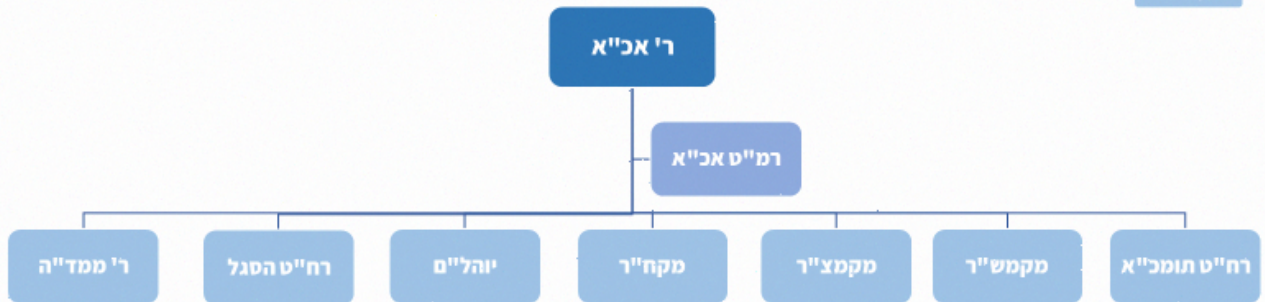 ר' אכ"א
רמ"ט אכ"א
רח"ט תומכ"א
מקמש"ר
מקמצ"ר
מקח"ר
יוהל"ם
רח"ט הסגל
ר' ממד"ה